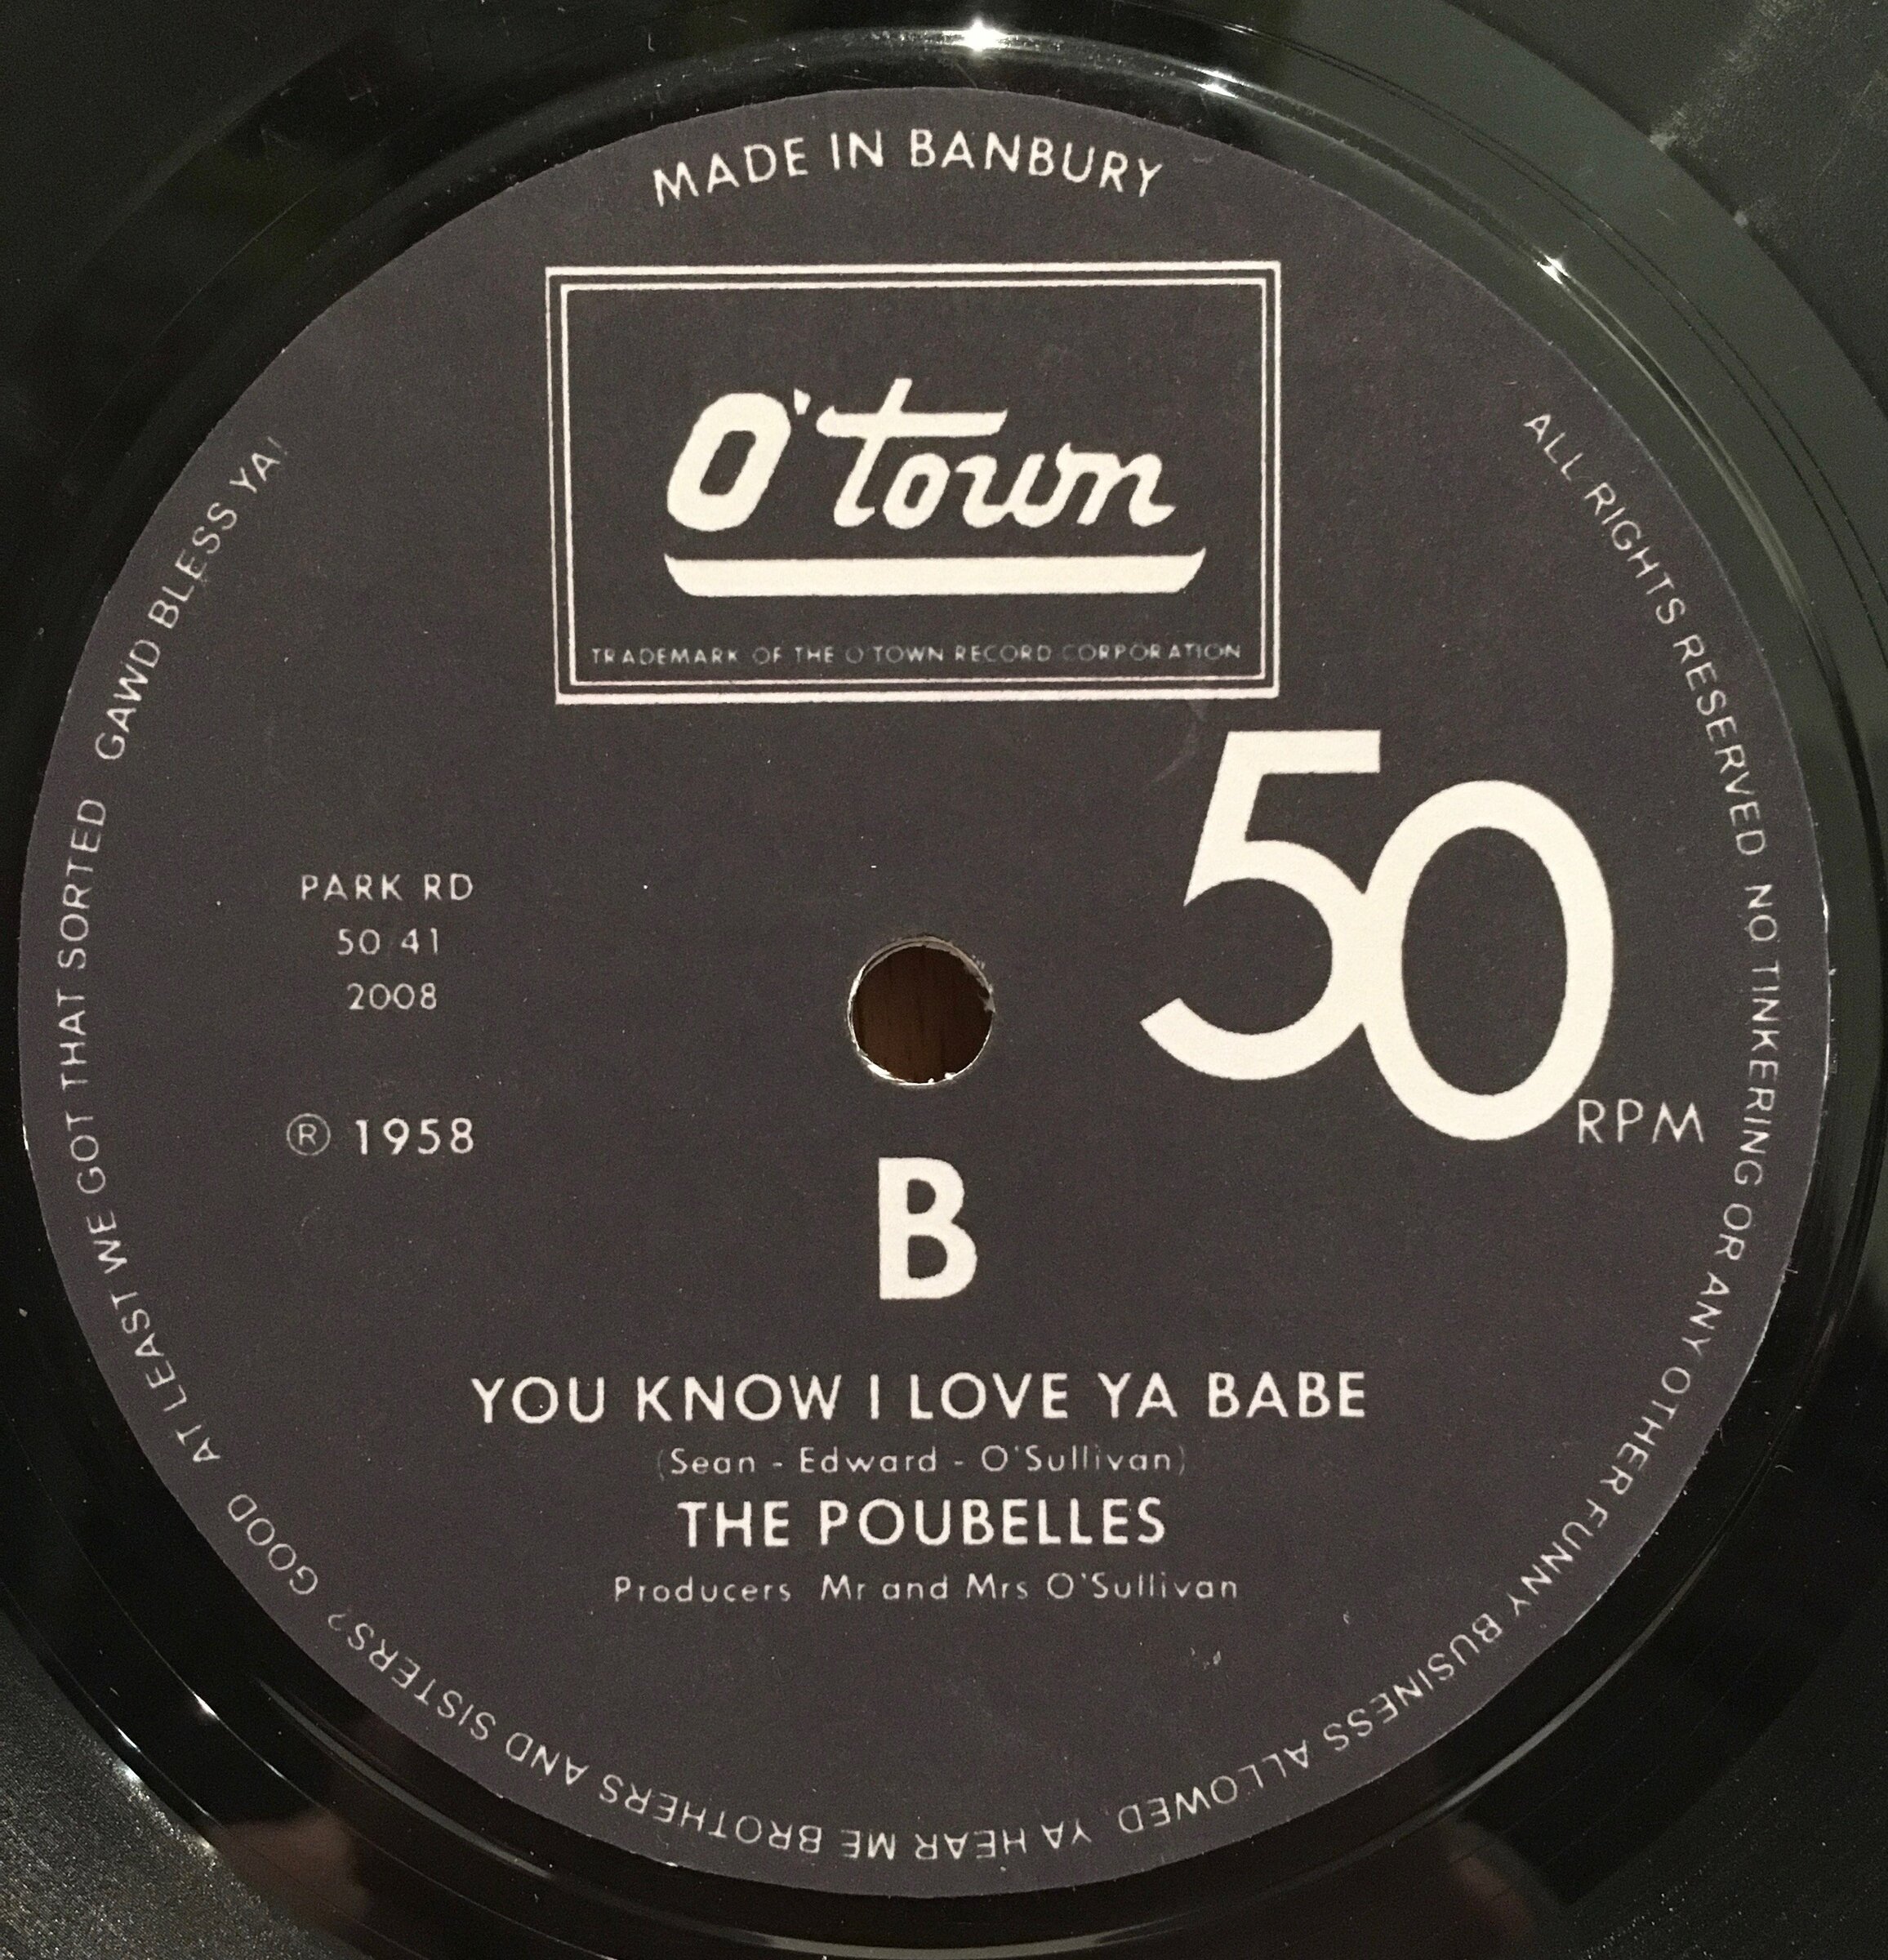 MADE IN BANBURY
O'town
TRADEMARK OF THE O'TOWN RECORD CORPORATION
50
RPM
PARK RD
50 41
2008
Ⓡ 1958
B
YOU KNOW I LOVE YA BABE
(Sean - Edward - O'Sullivan)
THE POUBELLES
Producers Mr and Mrs O'Sullivan
ALL RIGHTS RESERVED NO TINKERING OR ANY OTHER FUNNY BUSINESS ALLOWED. YA HEAR ME BROTHERS AND SISTERS? GOOD AT LEAST WE GOT THAT SORTED GAWD BLESS YA!